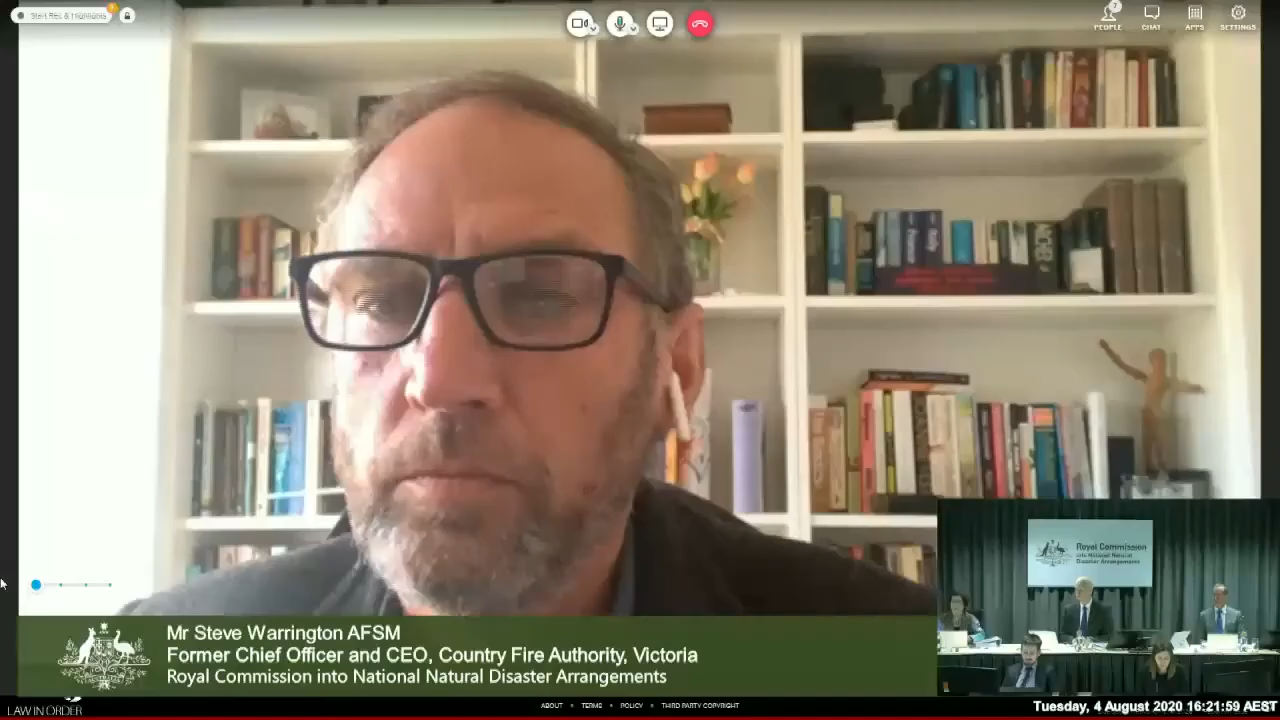 Start Rec & Highlights
7
PEOPLE
CHAT
APPS
SETTINGS
Royal Commission
into National Natural
Disaster Arrangements
Mr Steve Warrington AFSM
Former Chief Officer and CEO, Country Fire Authority, Victoria
Royal Commission into National Natural Disaster Arrangements
LAW IN ORDER
ABOUT
TERMS
POLICY
THIRD PARTY COPYRIGHT
Tuesday, 4 August 2020 16:21:59 AEST